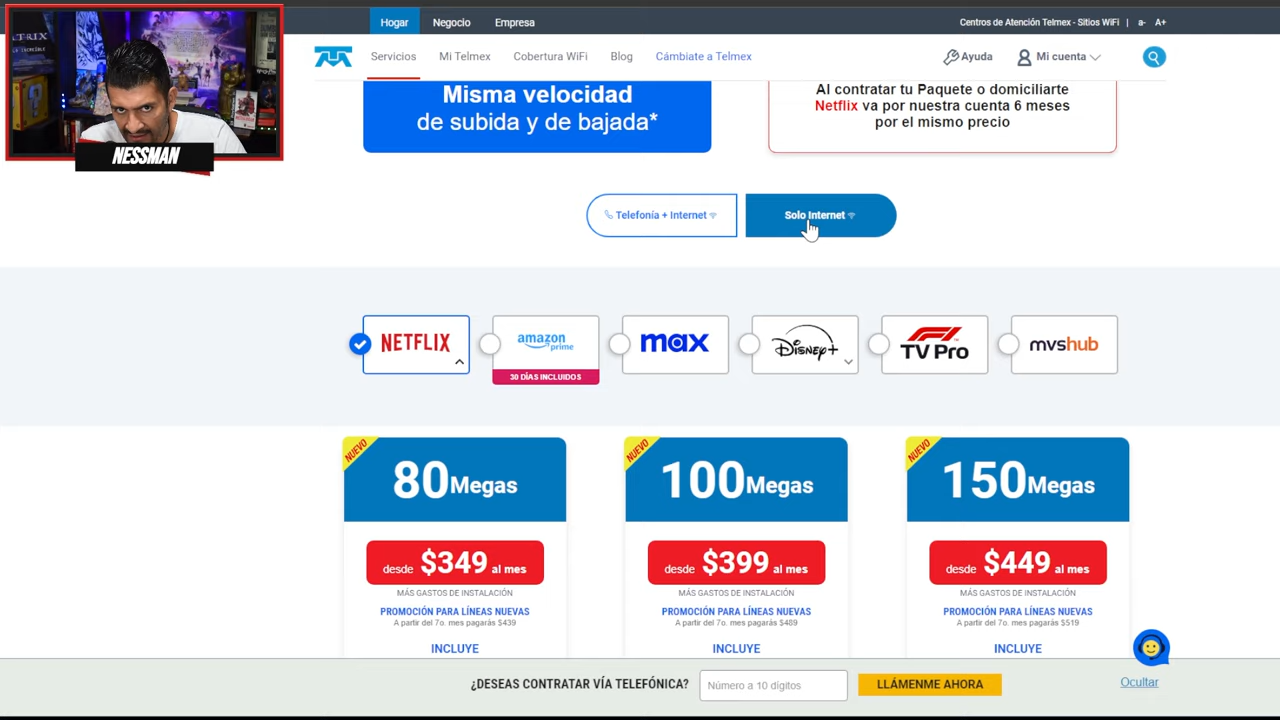 Hogar
Negocio
Empresa
Centros de Atención Telmex - Sitios WiFi | a- A+
Servicios
Mi Telmex
Cobertura WiFi
Blog
Cámbiate a Telmex
Ayuda
Mi cuenta
NESSMAN
Misma velocidad
de subida y de bajada*
Al contratar tu Paquete o domiciliarte
Netflix va por nuestra cuenta 6 meses
por el mismo precio
Telefonía + Internet
Solo Internet
NETFLIX
amazon
prime
30 DÍAS INCLUIDOS
max
Disney+
F1
TV Pro
mvshub
NUEVO
80 Megas
desde $349 al mes
MÁS GASTOS DE INSTALACIÓN
PROMOCIÓN PARA LÍNEAS NUEVAS
A partir del 7o. mes pagarás $439
INCLUYE
NUEVO
100 Megas
desde $399 al mes
MÁS GASTOS DE INSTALACIÓN
PROMOCIÓN PARA LÍNEAS NUEVAS
A partir del 7o. mes pagarás $489
INCLUYE
NUEVO
150 Megas
desde $449 al mes
MÁS GASTOS DE INSTALACIÓN
PROMOCIÓN PARA LÍNEAS NUEVAS
A partir del 7o. mes pagarás $519
INCLUYE
¿DESEAS CONTRATAR VÍA TELEFÓNICA?
Número a 10 dígitos
LLÁMENME AHORA
Ocultar